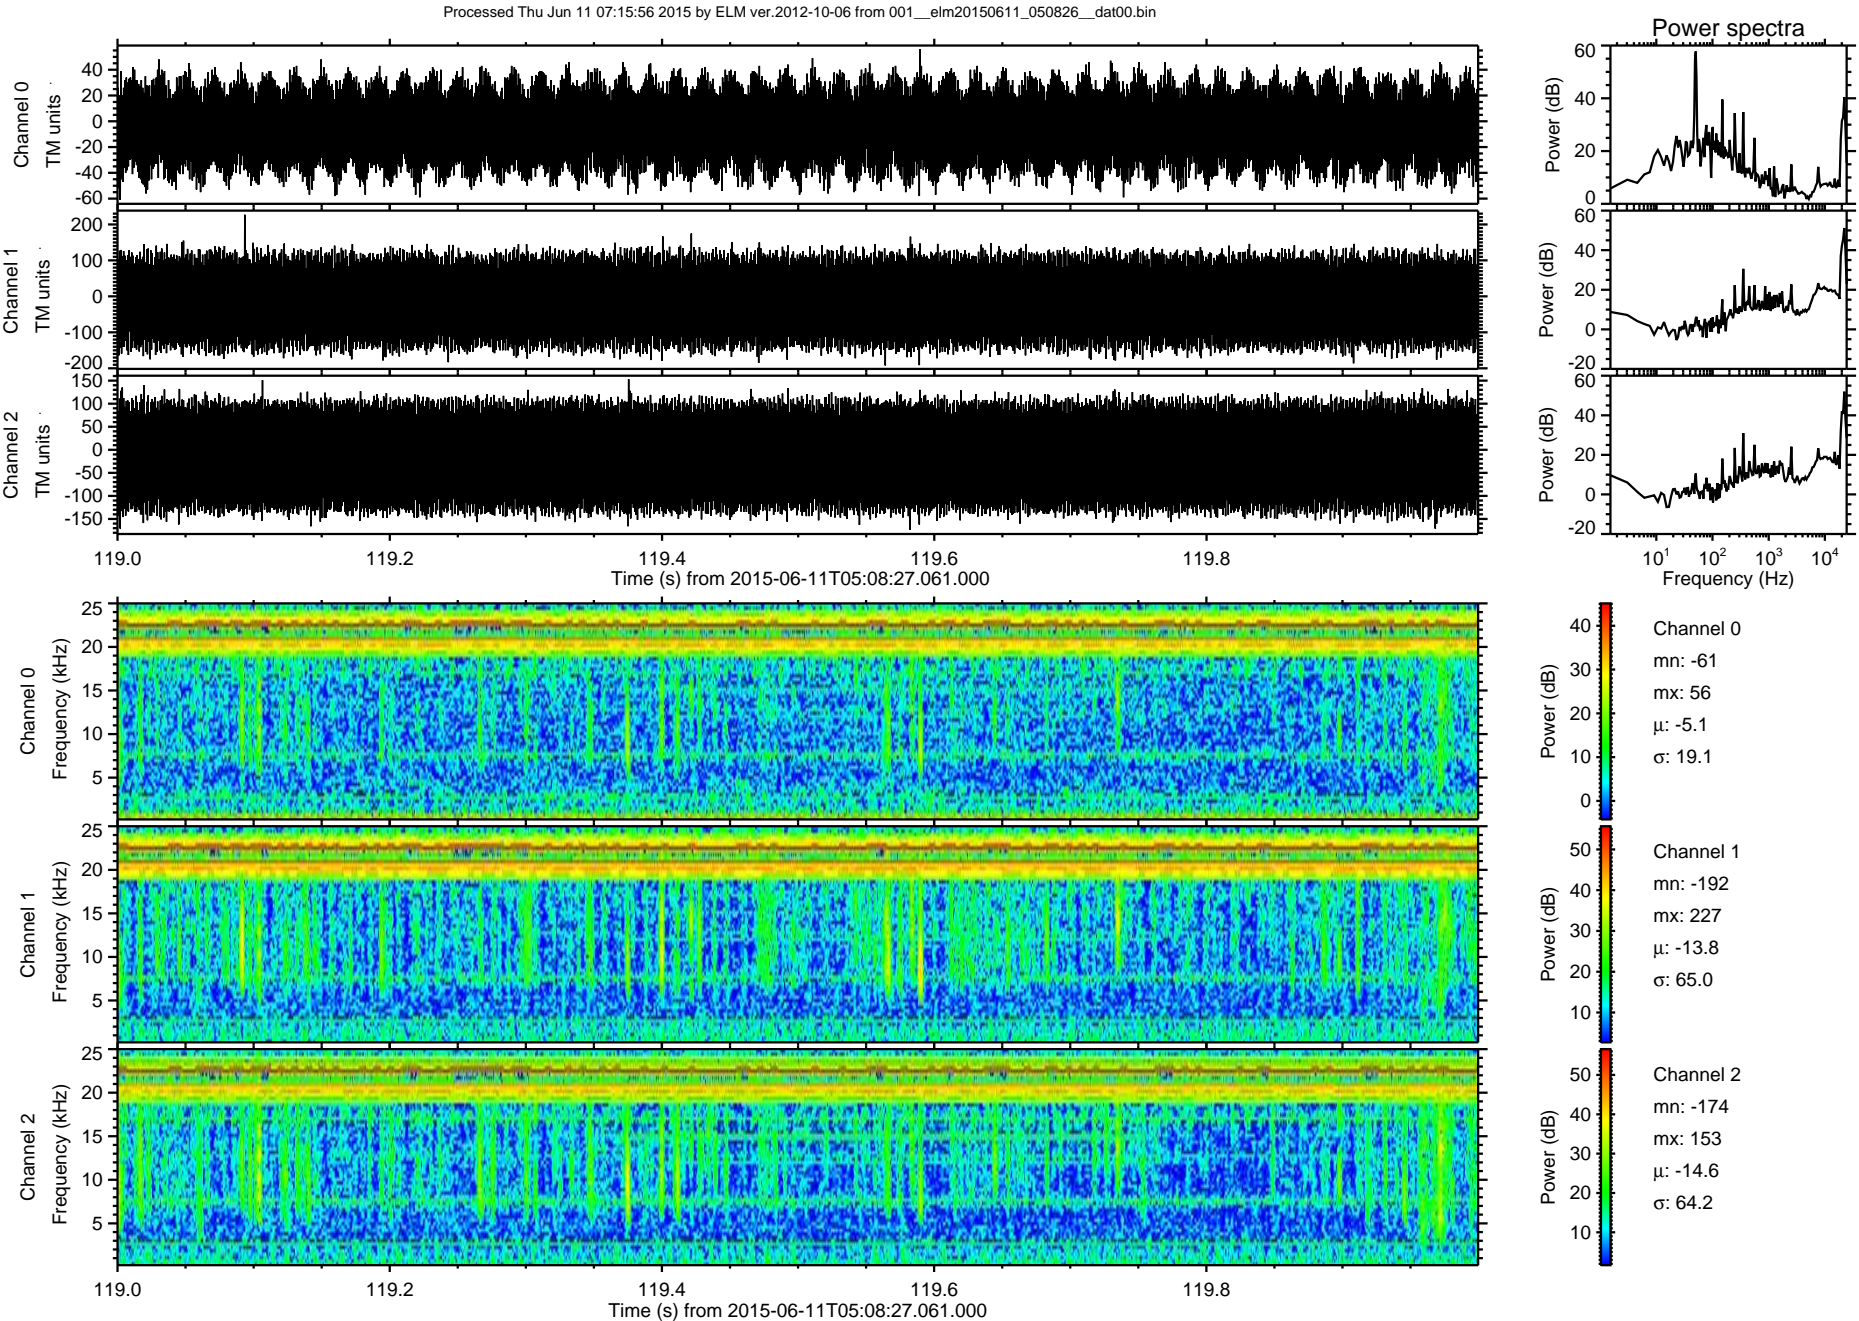 Processed Thu Jun 11 07:15:56 2015 by ELM ver.2012-10-06 from 001__elm20150611_050826__dat00.bin
Power spectra
Channel 0
TM units
40
20
0
-20
-40
-60
Power (dB)
60
40
20
0
Channel 1
TM units
200
100
0
-100
-200
Power (dB)
60
40
20
0
-20
Channel 2
TM units
150
100
50
0
-50
-100
-150
Power (dB)
60
40
20
0
-20
119.0 119.2 119.4 119.6 119.8
Time (s) from 2015-06-11T05:08:27.061.000
10¹ 10² 10³ 10⁴
Frequency (Hz)
Channel 0
Frequency (kHz)
25
20
15
10
5
Power (dB)
40
30
20
10
0
Channel 0
mn: -61
mx: 56
μ: -5.1
σ: 19.1
Channel 1
Frequency (kHz)
25
20
15
10
5
Power (dB)
50
40
30
20
10
Channel 1
mn: -192
mx: 227
μ: -13.8
σ: 65.0
Channel 2
Frequency (kHz)
25
20
15
10
5
Power (dB)
50
40
30
20
10
Channel 2
mn: -174
mx: 153
μ: -14.6
σ: 64.2
119.0 119.2 119.4 119.6 119.8
Time (s) from 2015-06-11T05:08:27.061.000